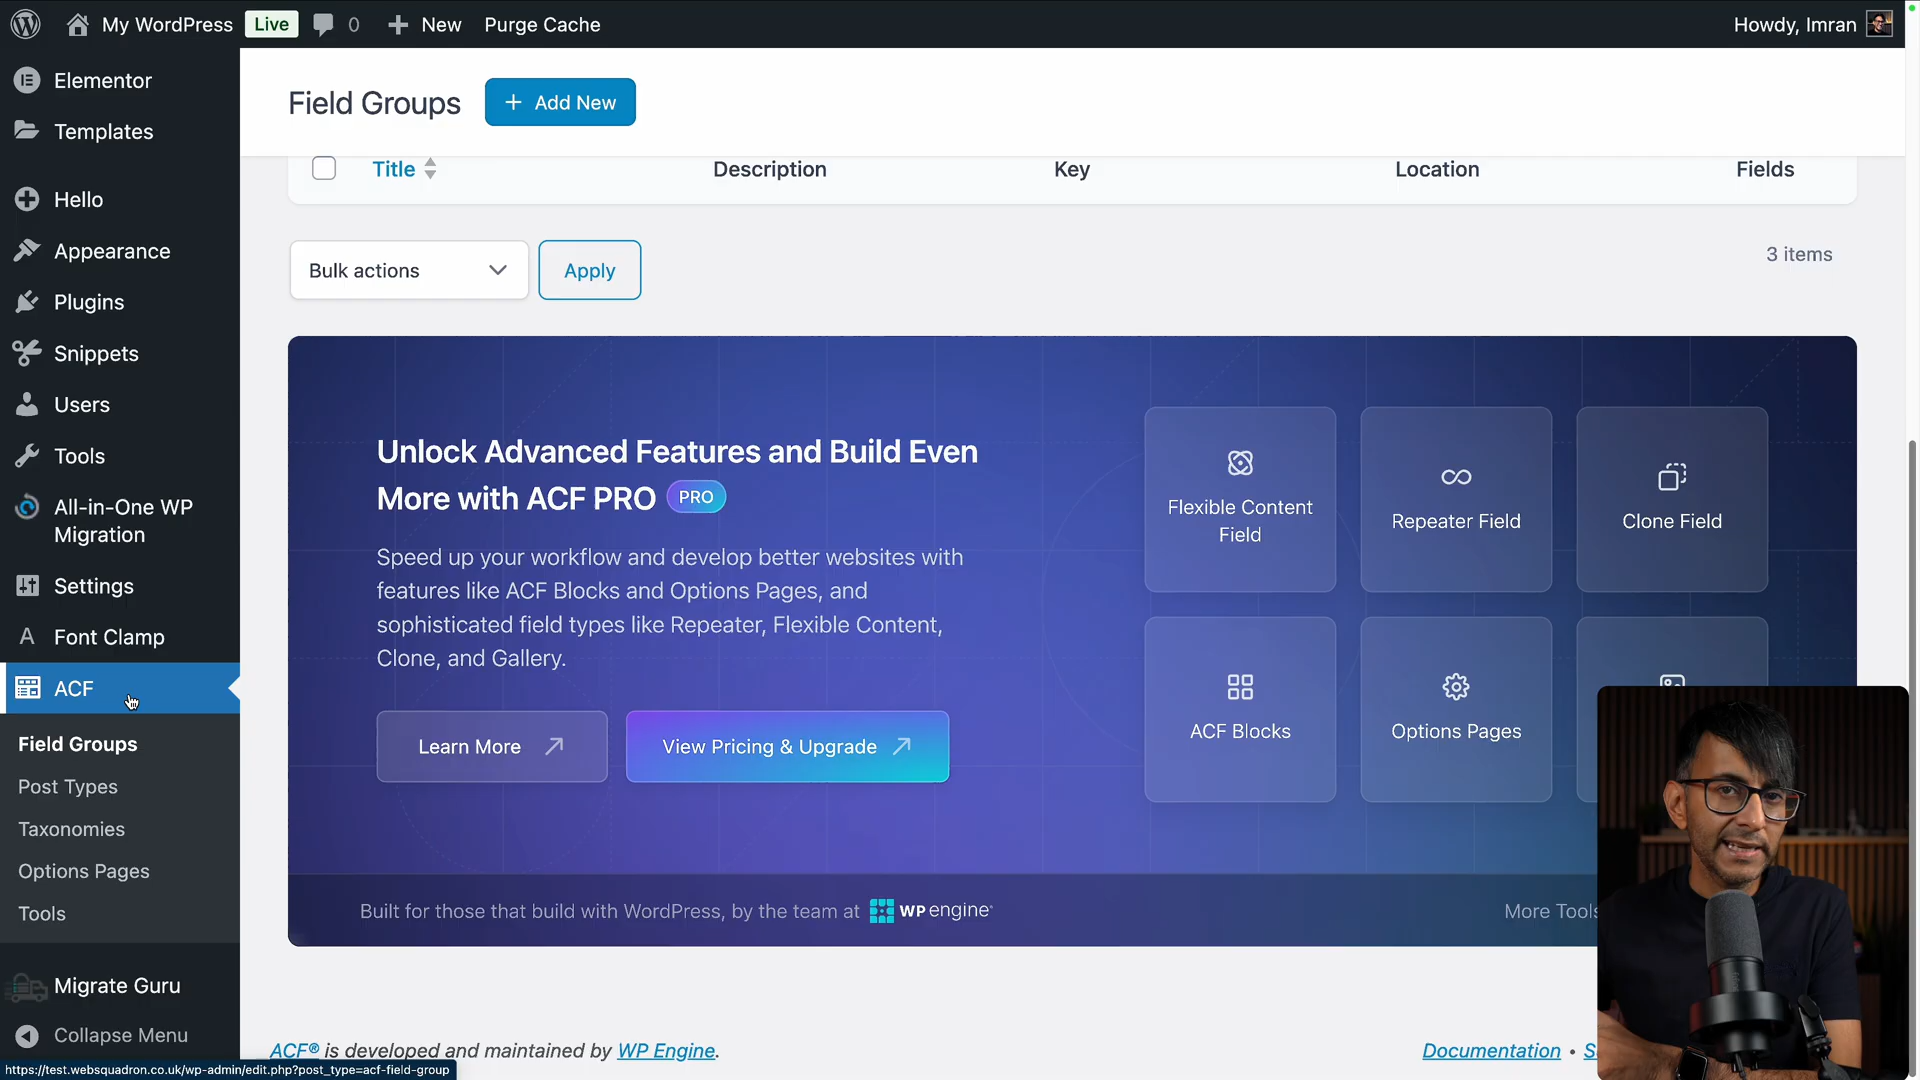 My WordPress Live 0 New Purge Cache Howdy, Imran
Elementor
Templates
Hello
Appearance
Plugins
Snippets
Users
Tools
All-in-One WP
Migration
Settings
Font Clamp
ACF
Field Groups
Post Types
Taxonomies
Options Pages
Tools
Migrate Guru
Collapse Menu
Field Groups + Add New
Title Description Key Location Fields
Bulk actions Apply 3 items
Unlock Advanced Features and Build Even
More with ACF PRO PRO
Speed up your workflow and develop better websites with
features like ACF Blocks and Options Pages, and
sophisticated field types like Repeater, Flexible Content,
Clone, and Gallery.
Learn More View Pricing & Upgrade
Flexible Content
Field
Repeater Field
Clone Field
ACF Blocks
Options Pages
Built for those that build with WordPress, by the team at WP engine
More Tools
ACF® is developed and maintained by WP Engine.
Documentation •
https://test.websquadron.co.uk/wp-admin/edit.php?post_type=acf-field-group